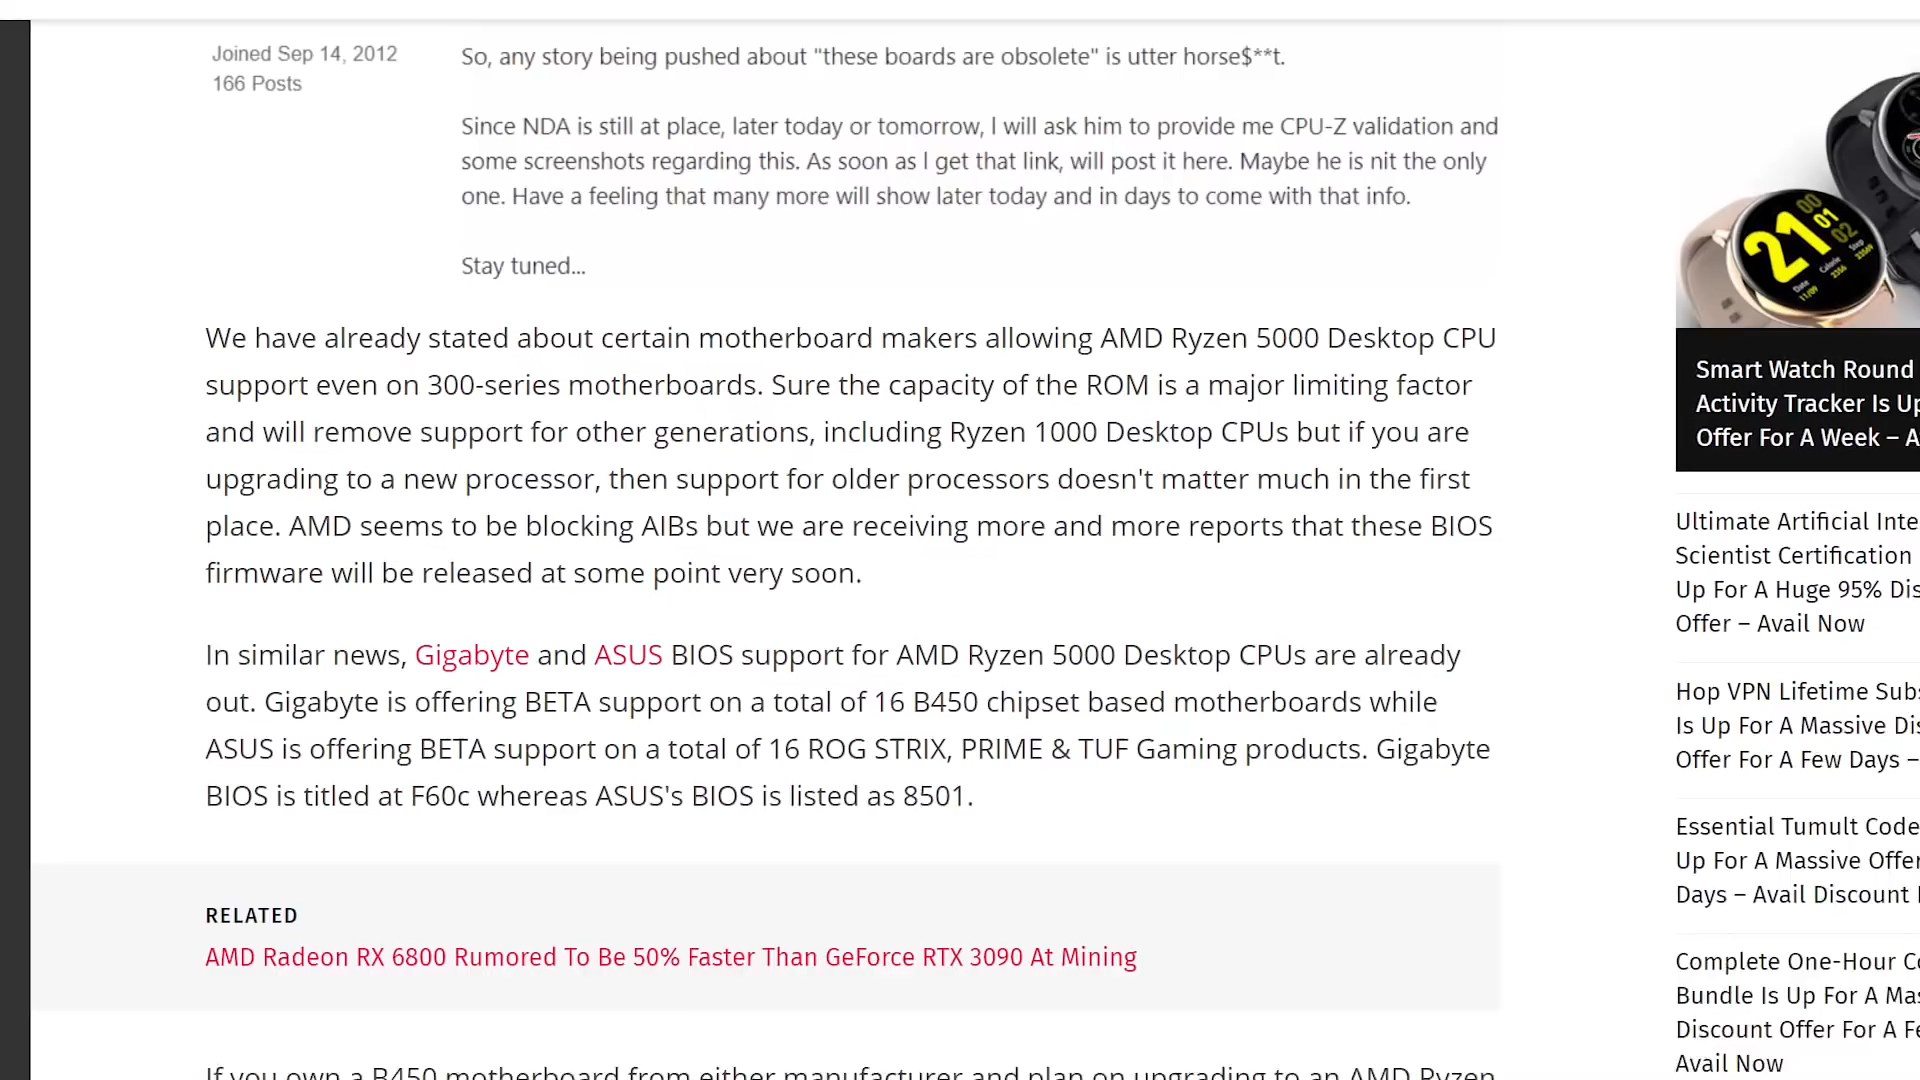 Joined Sep 14, 2012
166 Posts
So, any story being pushed about "these boards are obsolete" is utter horse$**t.
Since NDA is still at place, later today or tomorrow, I will ask him to provide me CPU-Z validation and
some screenshots regarding this. As soon as I get that link, will post it here. Maybe he is nit the only
one. Have a feeling that many more will show later today and in days to come with that info.
Stay tuned...
We have already stated about certain motherboard makers allowing AMD Ryzen 5000 Desktop CPU
support even on 300-series motherboards. Sure the capacity of the ROM is a major limiting factor
and will remove support for other generations, including Ryzen 1000 Desktop CPUs but if you are
upgrading to a new processor, then support for older processors doesn't matter much in the first
place. AMD seems to be blocking AIBs but we are receiving more and more reports that these BIOS
firmware will be released at some point very soon.
In similar news, Gigabyte and ASUS BIOS support for AMD Ryzen 5000 Desktop CPUs are already
out. Gigabyte is offering BETA support on a total of 16 B450 chipset based motherboards while
ASUS is offering BETA support on a total of 16 ROG STRIX, PRIME & TUF Gaming products. Gigabyte
BIOS is titled at F60c whereas ASUS's BIOS is listed as 8501.
RELATED
AMD Radeon RX 6800 Rumored To Be 50% Faster Than GeForce RTX 3090 At Mining
If you own a B450 motherboard from either manufacturer and plan on upgrading to an AMD Ryzen
21
00
01
02
Step
Calorie
2356
Date
11/09
Smart Watch Round
Activity Tracker Is Up
Offer For A Week – A
Ultimate Artificial Inte
Scientist Certification
Up For A Huge 95% Dis
Offer – Avail Now
Hop VPN Lifetime Subs
Is Up For A Massive Dis
Offer For A Few Days –
Essential Tumult Code
Up For A Massive Offer
Days – Avail Discount
Complete One-Hour Co
Bundle Is Up For A Mas
Discount Offer For A Fe
Avail Now